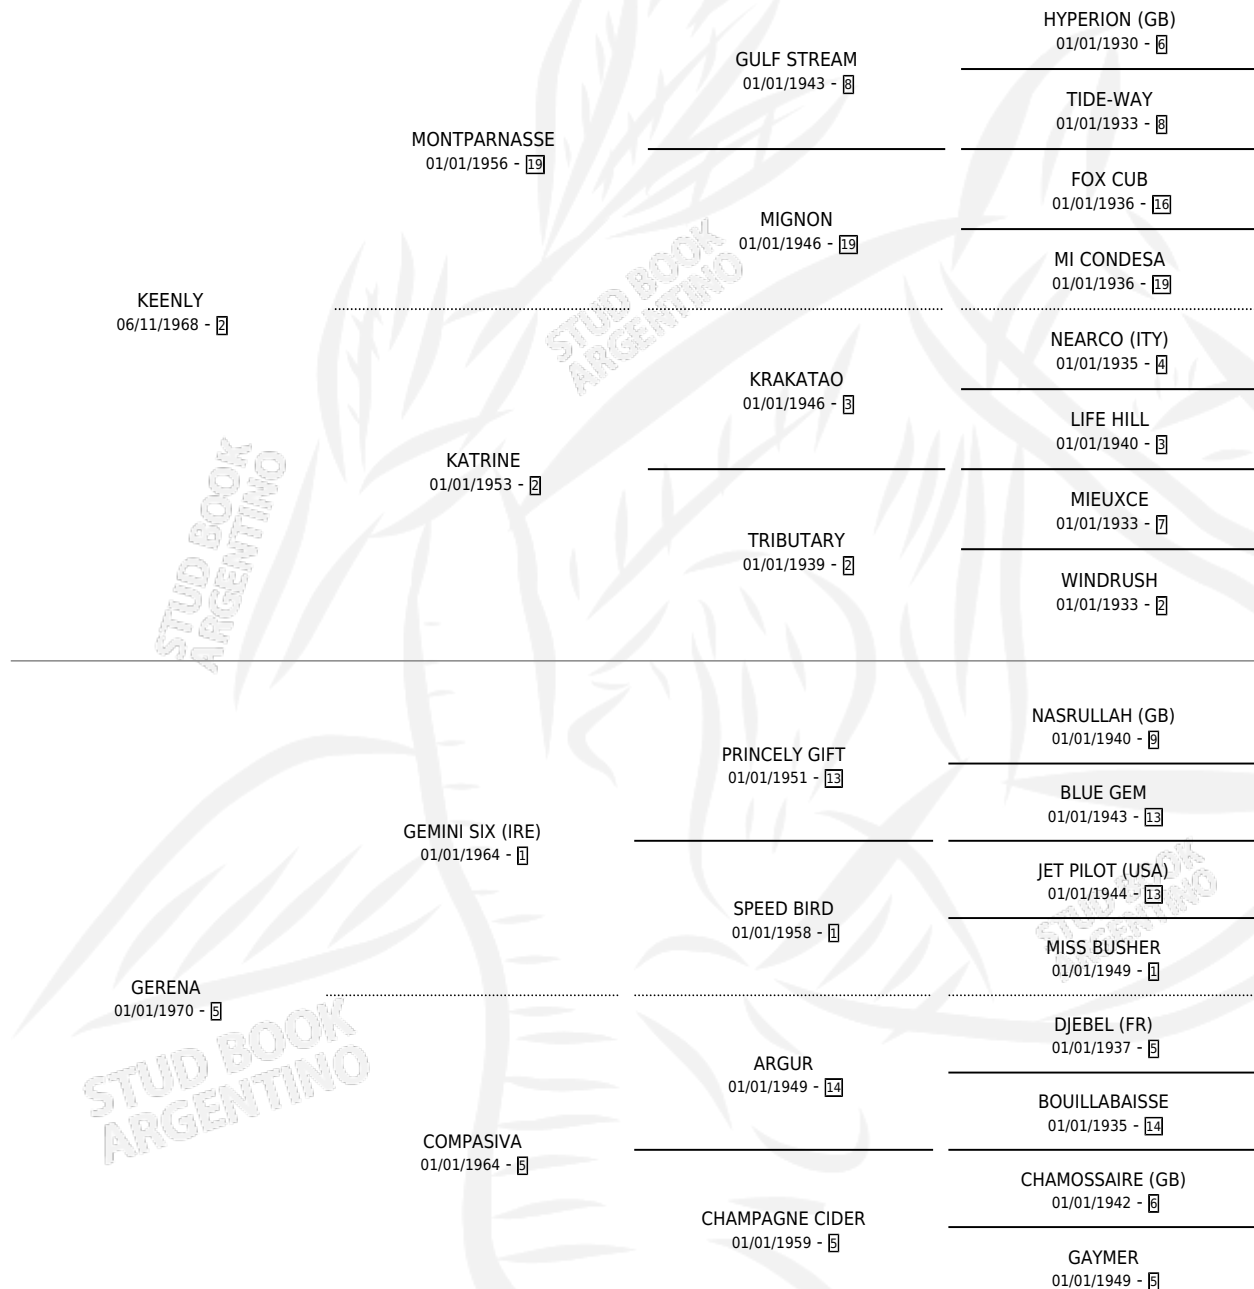 HYPERION (GB)
01/01/1930 - 6
GULF STREAM
01/01/1943 - 8
TIDE-WAY
01/01/1933 - 8
MONTPARNASSE
01/01/1956 - 19
FOX CUB
01/01/1936 - 16
MIGNON
01/01/1946 - 19
MI CONDESA
01/01/1936 - 19
KEENLY
06/11/1968 - 2
NEARCO (ITY)
01/01/1935 - 4
KRAKATAO
01/01/1946 - 3
LIFE HILL
01/01/1940 - 3
KATRINE
01/01/1953 - 2
MIEUXCE
01/01/1933 - 7
TRIBUTARY
01/01/1939 - 2
WINDRUSH
01/01/1933 - 2
NASRULLAH (GB)
01/01/1940 - 9
PRINCELY GIFT
01/01/1951 - 13
BLUE GEM
01/01/1943 - 13
GEMINI SIX (IRE)
01/01/1964 - 1
JET PILOT (USA)
01/01/1944 - 13
SPEED BIRD
01/01/1958 - 1
MISS BUSHER
01/01/1949 - 1
GERENA
01/01/1970 - 5
DJEBEL (FR)
01/01/1937 - 5
ARGUR
01/01/1949 - 14
BOUILLABAISSE
01/01/1935 - 14
COMPASIVA
01/01/1964 - 5
CHAMOSSAIRE (GB)
01/01/1942 - 6
CHAMPAGNE CIDER
01/01/1959 - 5
GAYMER
01/01/1949 - 5
STUD BOOK
ARGENTINO
STUD BOOK
ARGENTINO
STUD BOOK
ARGENTINO
STUD BOOK
ARGENTINO